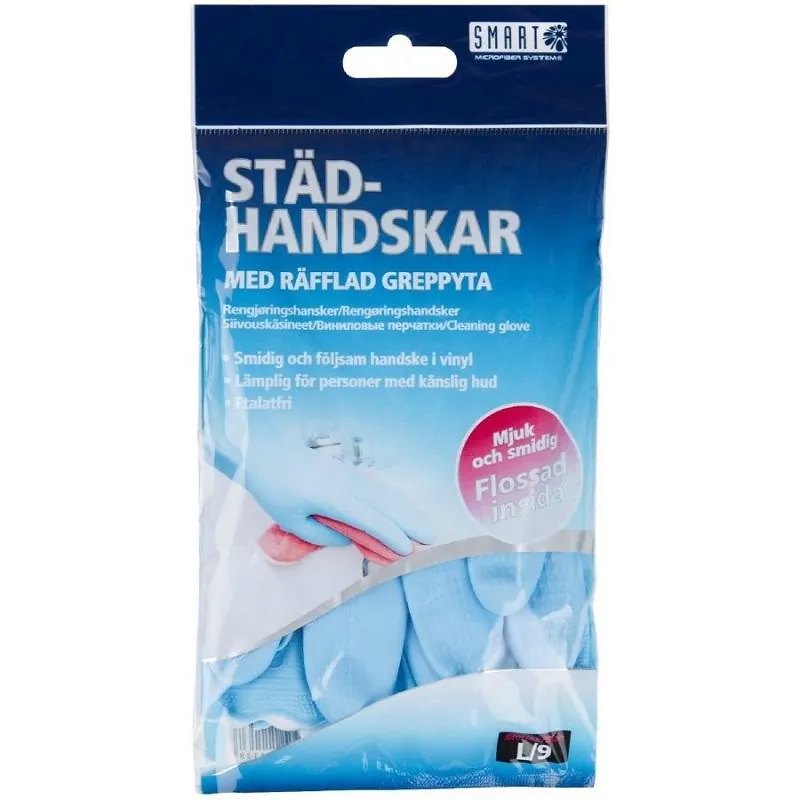 SMART
MICROFIBER SYSTEM®
STÄD-
HANDSKAR
MED RÄFFLAD GREPPYTA
Rengjøringshansker/Rengøringshandsker
Siivouskäsineet/Виниловые перчатки/Cleaning glove
• Smidig och följsam handske i vinyl
• Lämplig för personer med känslig hud
• Ftalatfri
Mjuk
och smidig
Flossad
insida
L/9